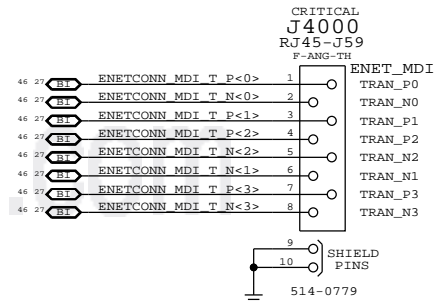 CRITICAL
J4000
RJ45-J59
F-ANG-TH
ENET_MDI
46 27 BI ENETCONN_MDI_T_P<0> 1 TRAN_P0
46 27 BI ENETCONN_MDI_T_N<0> 2 TRAN_N0
46 27 BI ENETCONN_MDI_T_P<1> 3 TRAN_P1
46 27 BI ENETCONN_MDI_T_P<2> 4 TRAN_P2
46 27 BI ENETCONN_MDI_T_N<2> 5 TRAN_N2
46 27 BI ENETCONN_MDI_T_N<1> 6 TRAN_N1
46 27 BI ENETCONN_MDI_T_P<3> 7 TRAN_P3
46 27 BI ENETCONN_MDI_T_N<3> 8 TRAN_N3
.com
9 SHIELD
10 PINS
514-0779